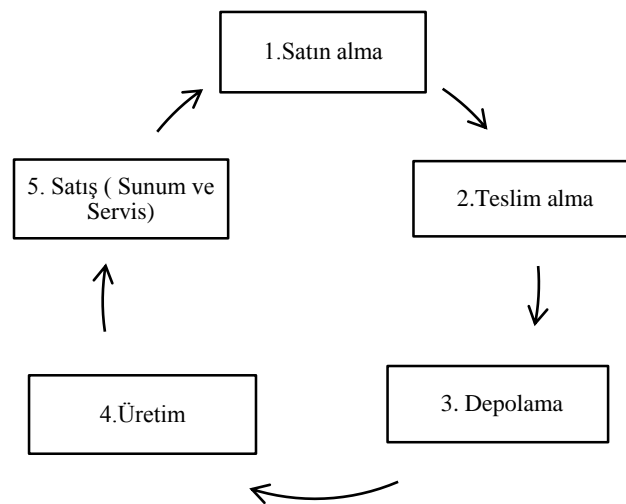 1.Satın alma
2.Teslim alma
3. Depolama
4.Üretim
5. Satış ( Sunum ve
Servis)